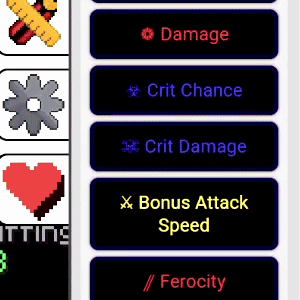 ❁ Damage
☣ Crit Chance
☠ Crit Damage
⚔ Bonus Attack
Speed
⫽ Ferocity